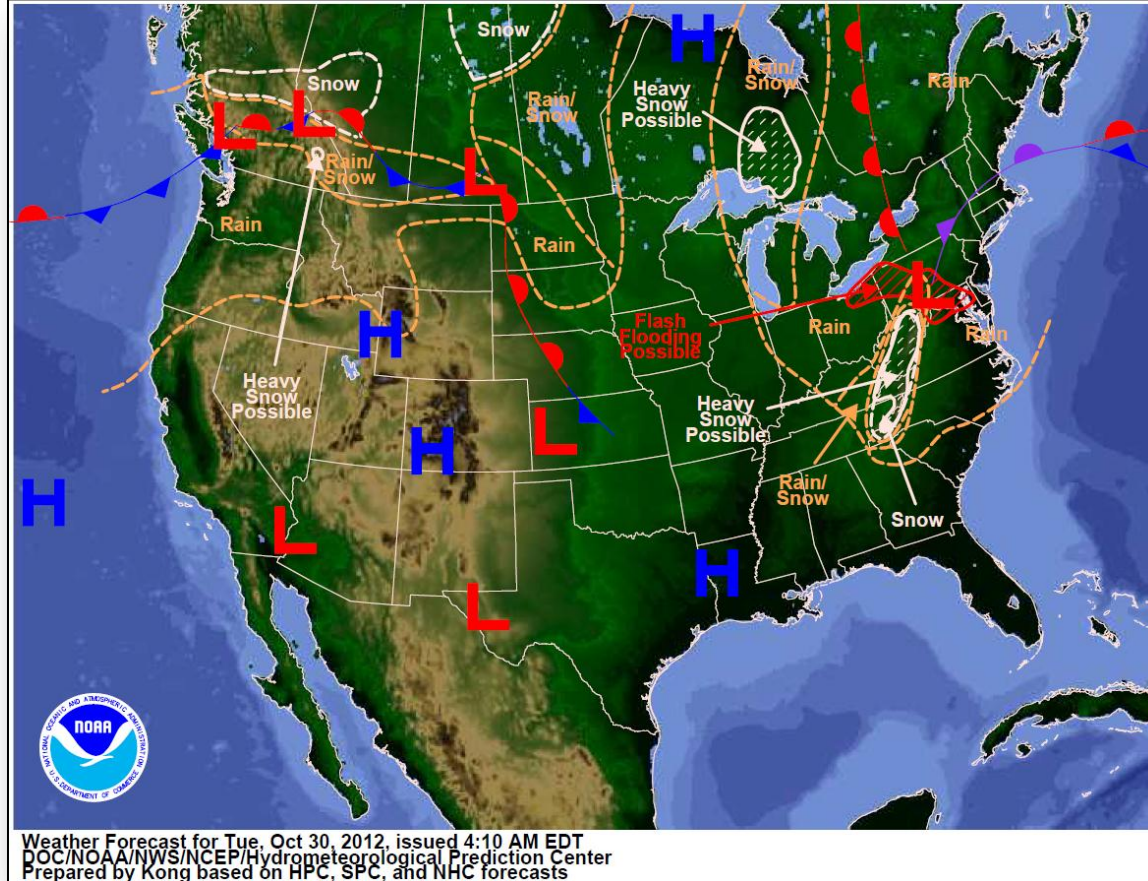 Snow
H
Rain/
Snow
Rain
Snow
Heavy
Snow
Possible
Rain/
Snow
L
L
Rain/
Snow
L
Rain
Rain
L
Flash
Flooding
Possible
Rain
Rain
H
Heavy
Snow
Possible
Heavy
Snow
Possible
L
H
Rain/
Snow
H
Snow
L
H
L
NATIONAL OCEANIC AND ATMOSPHERIC ADMINISTRATION
NOAA
U.S. DEPARTMENT OF COMMERCE
Weather Forecast for Tue, Oct 30, 2012, issued 4:10 AM EDT
DOC/NOAA/NWS/NCEP/Hydrometeorological Prediction Center
Prepared by Kong based on HPC, SPC, and NHC forecasts